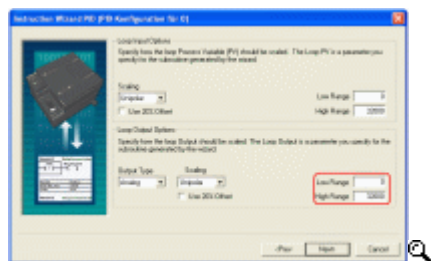 Instruction Wizard PID (PID Konfiguration für 0)
Loop Input Options
Specify how the loop Process Variable (PV) should be scaled. The Loop PV is a parameter you
specify for the subroutine generated by the wizard.
Scaling
Unipolar
Low Range 0
Use 20% Offset
High Range 32000
Loop Output Options
Specify how the loop Output should be scaled. The Loop Output is a parameter you specify for the
subroutine generated by the wizard.
Output Type Scaling
Analog Unipolar
Low Range 0
Use 20% Offset
High Range 32000
<Prev Next> Cancel